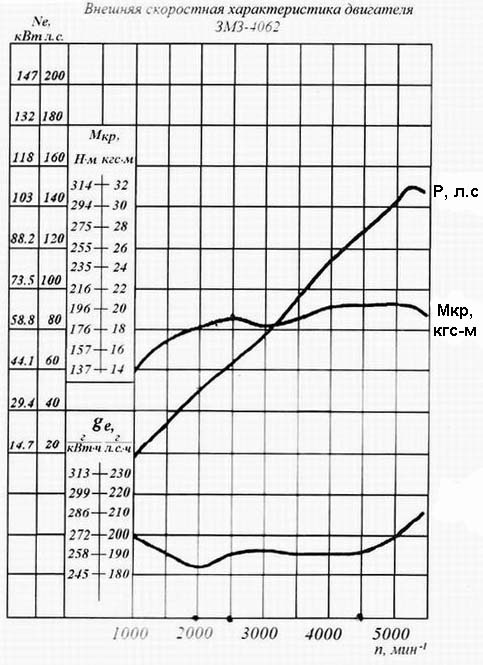 Внешняя скоростная характеристика двигателя
ЗМЗ-4062
Ne,
кВт л.с.
147 200
132 180
Мкр,
118 160
Н·м кгс-м
314 32
103 140
294 30
P, л.с
275 28
88.2 120
255 26
235 24
73.5 100
216 22
196 20
Мкр,
58.8 80
176 18
кгс-м
157 16
44.1 60
137 14
29.4 40
ge,
г г
14.7 20
кВт·ч л.с.·ч
313 230
299 220
286 210
272 200
258 190
245 180
1000 2000 3000 4000 5000
n, мин-1